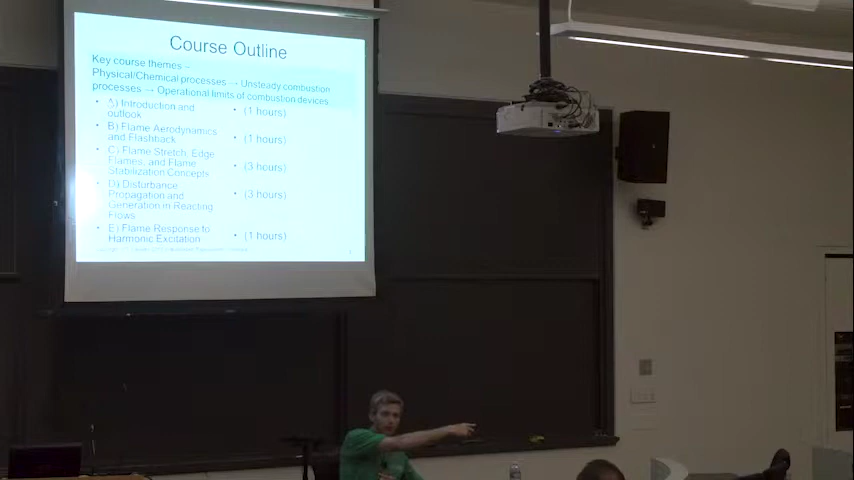 Course Outline
Key course themes –
Physical/Chemical processes → Unsteady combustion
processes → Operational limits of combustion devices
• A) Introduction and
outlook
• (1 hours)
• B) Flame Aerodynamics
and Flashback
• (1 hours)
• C) Flame Stretch, Edge
Flames, and Flame
Stabilization Concepts
• (3 hours)
• D) Disturbance
Propagation and
Generation in Reacting
Flows
• (3 hours)
• E) Flame Response to
Harmonic Excitation
• (1 hours)